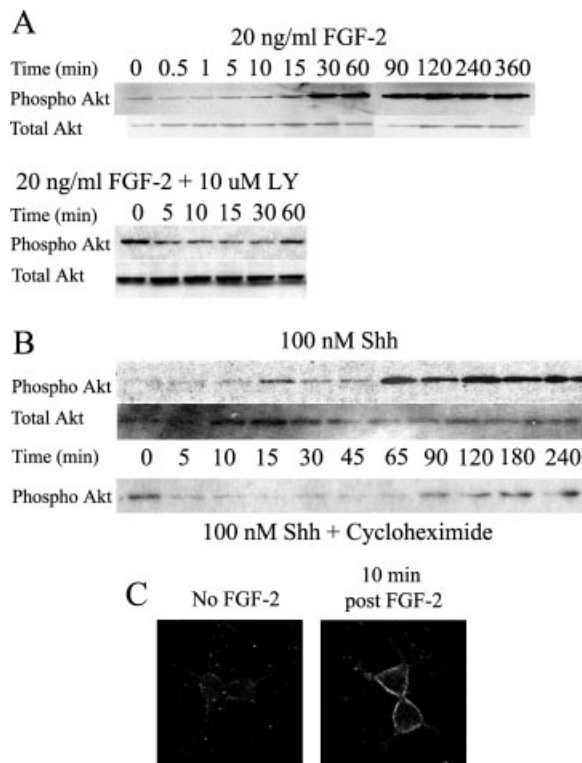 A
20 ng/ml FGF-2
Time (min) 0 0.5 1 5 10 15 30 60 90 120 240 360
Phospho Akt
Total Akt
20 ng/ml FGF-2 + 10 uM LY
Time (min) 0 5 10 15 30 60
Phospho Akt
Total Akt
B
100 nM Shh
Phospho Akt
Total Akt
Time (min) 0 5 10 15 30 45 65 90 120 180 240
Phospho Akt
100 nM Shh + Cycloheximide
C
No FGF-2
10 min
post FGF-2